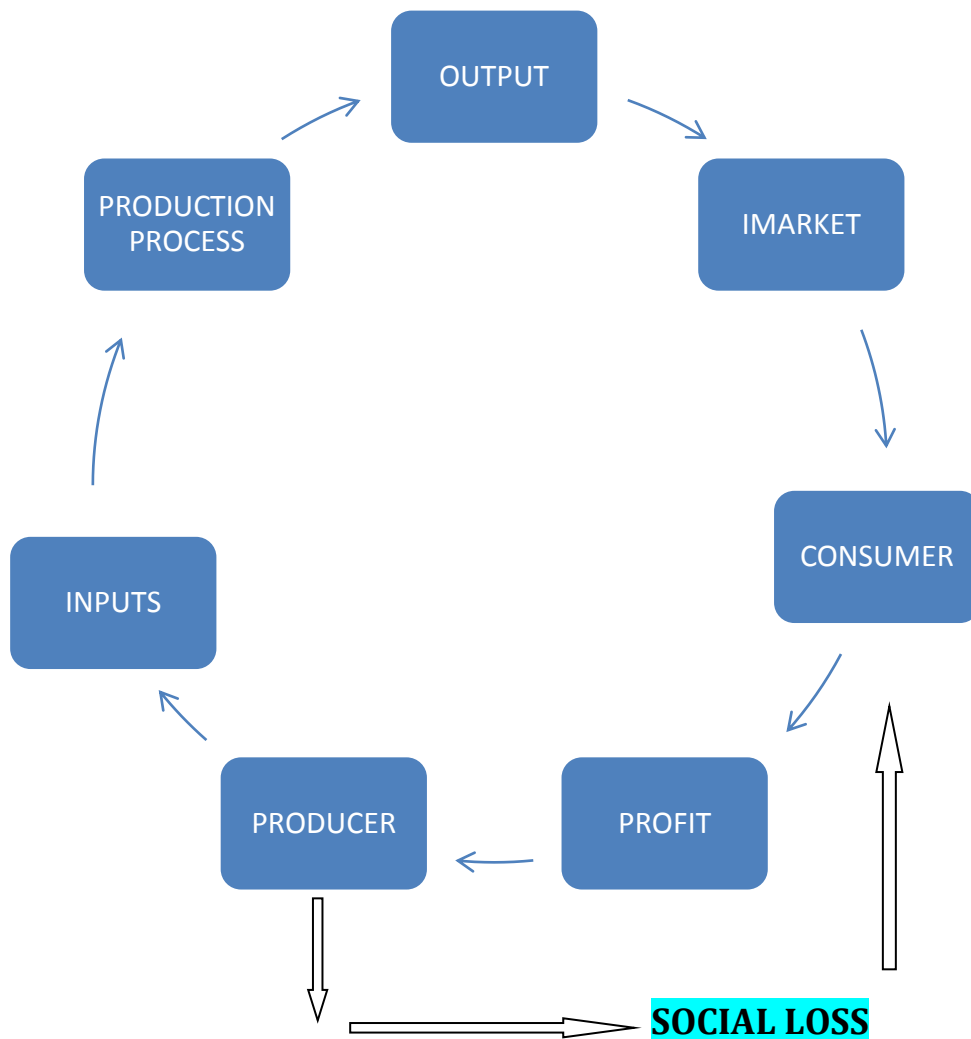 OUTPUT
PRODUCTION
PROCESS
IMARKET
INPUTS
CONSUMER
PRODUCER
PROFIT
SOCIAL LOSS